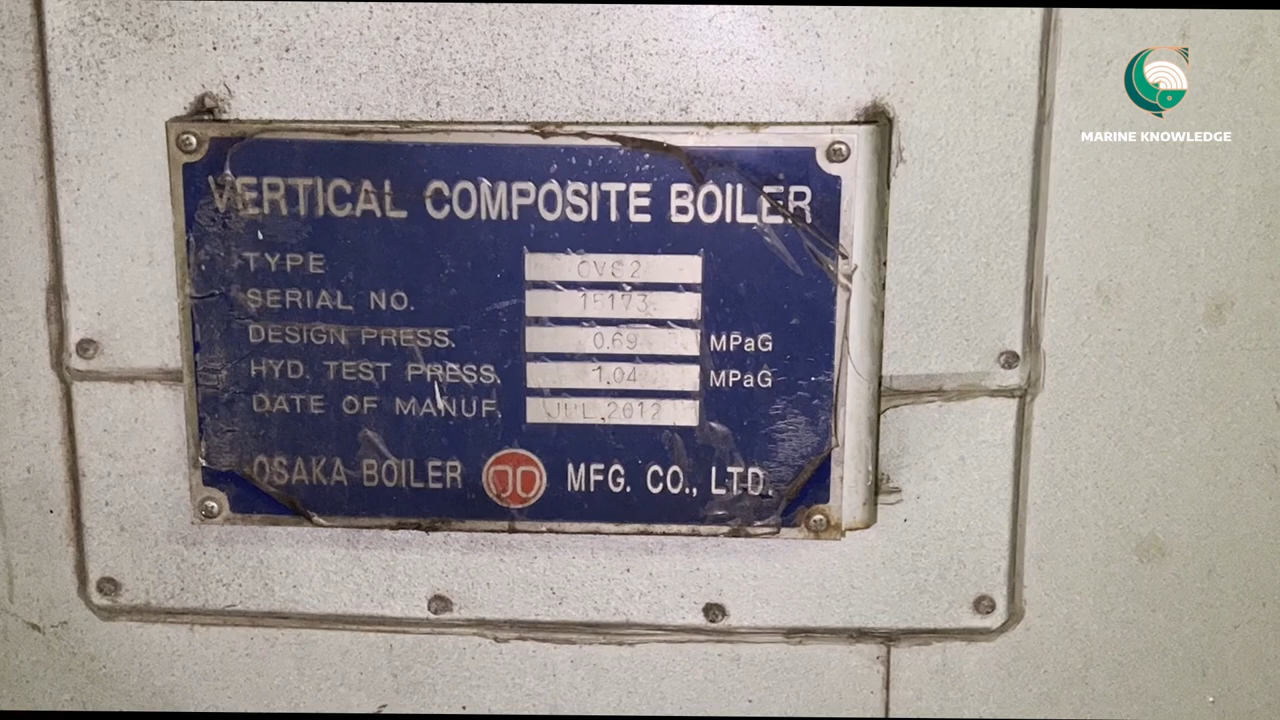 MARINE KNOWLEDGE
VERTICAL COMPOSITE BOILER
TYPE OVS2
SERIAL NO. 15173
DESIGN PRESS. 0.69 MPaG
HYD. TEST PRESS. 1.04 MPaG
DATE OF MANUF. JUL.2012
OSAKA BOILER MFG. CO., LTD.